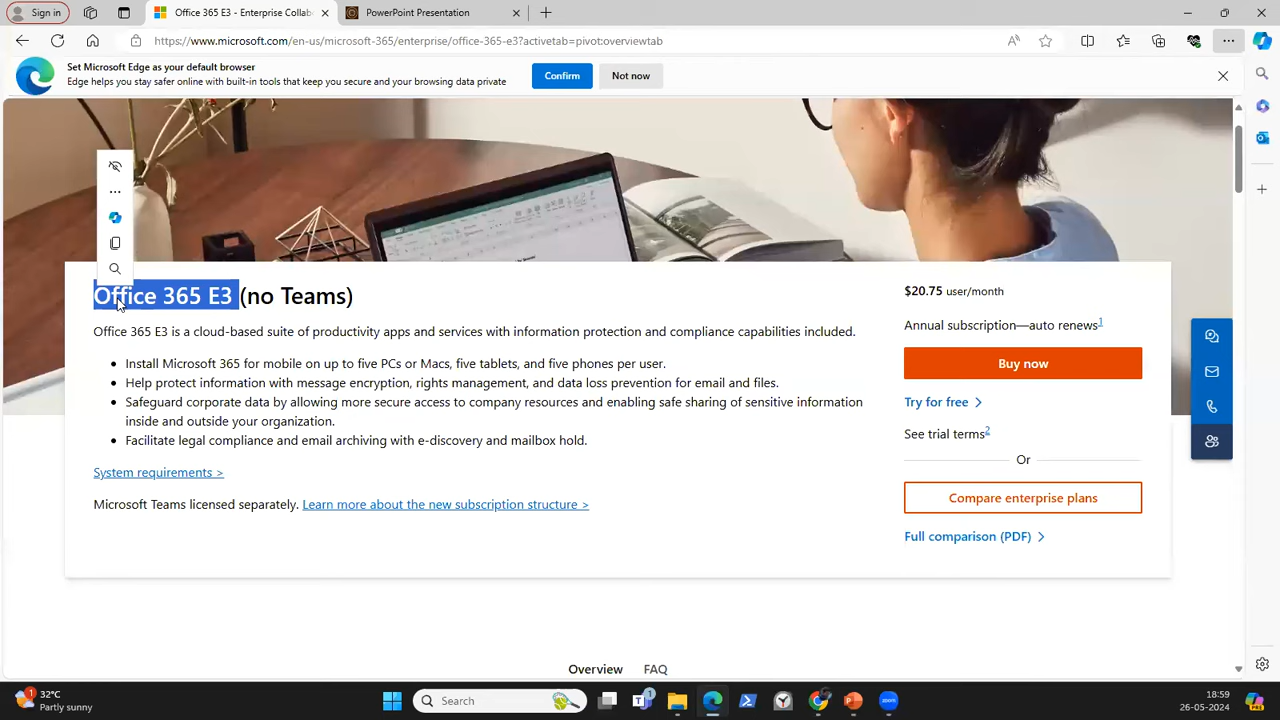 Sign in
Office 365 E3 - Enterprise Collab
PowerPoint Presentation
https://www.microsoft.com/en-us/microsoft-365/enterprise/office-365-e3?activetab=pivot:overviewtab
Set Microsoft Edge as your default browser
Edge helps you stay safer online with built-in tools that keep you secure and your browsing data private
Confirm
Not now
Office 365 E3 (no Teams)
Office 365 E3 is a cloud-based suite of productivity apps and services with information protection and compliance capabilities included.
• Install Microsoft 365 for mobile on up to five PCs or Macs, five tablets, and five phones per user.
• Help protect information with message encryption, rights management, and data loss prevention for email and files.
• Safeguard corporate data by allowing more secure access to company resources and enabling safe sharing of sensitive information
inside and outside your organization.
• Facilitate legal compliance and email archiving with e-discovery and mailbox hold.
System requirements >
Microsoft Teams licensed separately. Learn more about the new subscription structure >
$20.75 user/month
Annual subscription—auto renews1
Buy now
Try for free >
See trial terms2
Or
Compare enterprise plans
Full comparison (PDF) >
Overview
FAQ
1
32°C
Partly sunny
Search
1
18:59
26-05-2024